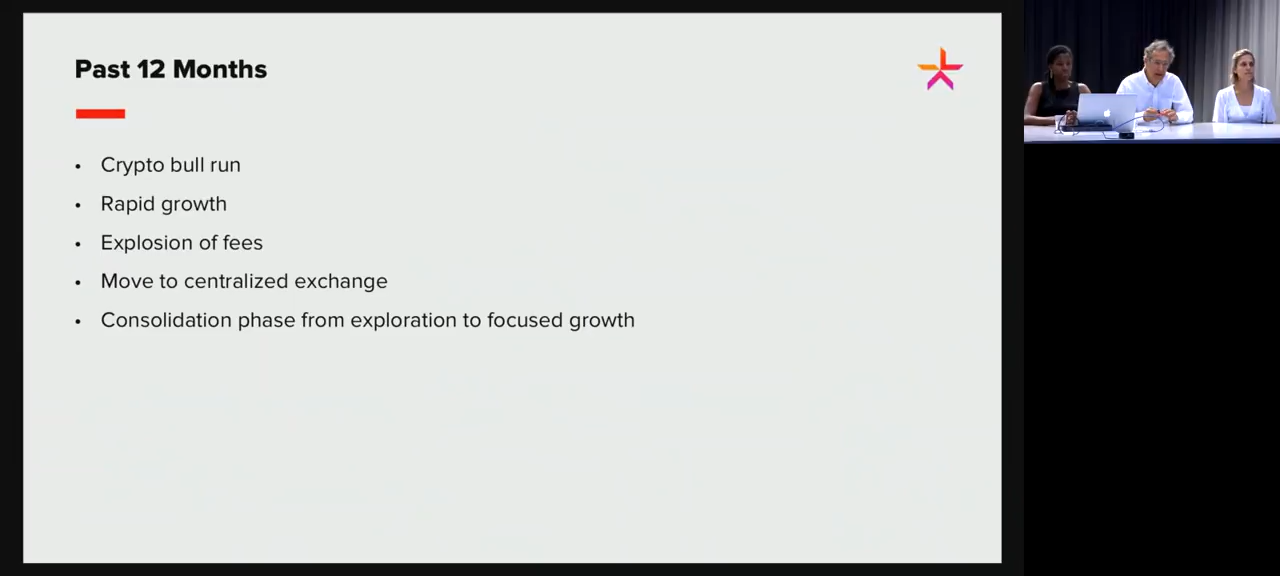 Past 12 Months
• Crypto bull run
• Rapid growth
• Explosion of fees
• Move to centralized exchange
• Consolidation phase from exploration to focused growth